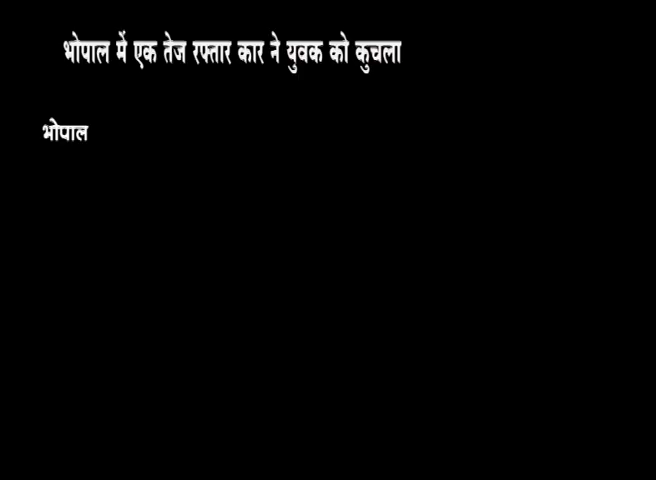 भोपाल में एक तेज रफ्तार कार ने युवक को कुचला
भोपाल